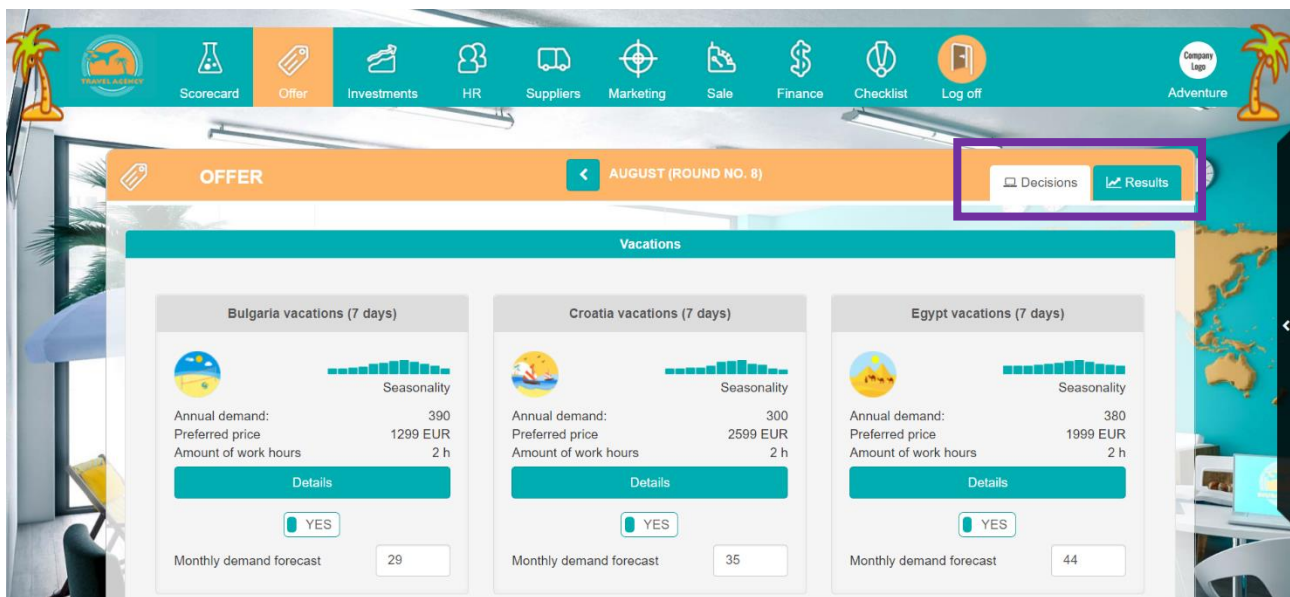 TRAVEL AGENCY
Scorecard Offer Investments HR Suppliers Marketing Sale Finance Checklist Log off
Company
Logo
Adventure
OFFER
AUGUST (ROUND NO. 8)
Decisions Results
Vacations
Bulgaria vacations (7 days)
Seasonality
Annual demand: 390
Preferred price 1299 EUR
Amount of work hours 2 h
Details
YES
Monthly demand forecast 29
Croatia vacations (7 days)
Seasonality
Annual demand: 300
Preferred price 2599 EUR
Amount of work hours 2 h
Details
YES
Monthly demand forecast 35
Egypt vacations (7 days)
Seasonality
Annual demand: 380
Preferred price 1999 EUR
Amount of work hours 2 h
Details
YES
Monthly demand forecast 44